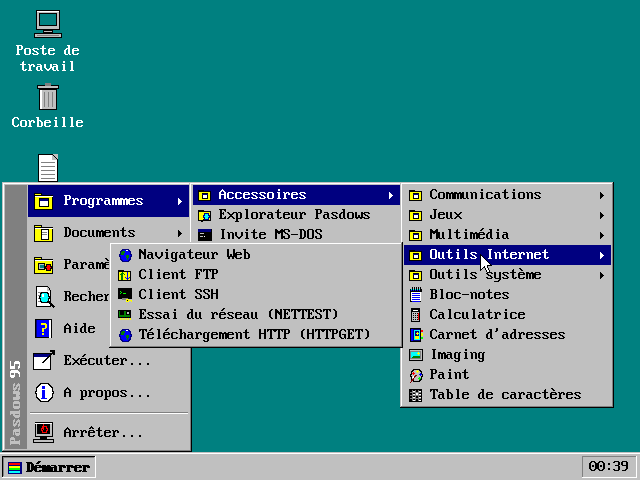 Poste de
travail
Corbeille
Programmes
Documents
Paramè
Recher
Aide
Exécuter...
A propos...
Arrêter...
Pasdows 95
Accessoires
Explorateur Pasdows
Invite MS-DOS
Navigateur Web
Client FTP
Client SSH
Essai du réseau (NETTEST)
Téléchargement HTTP (HTTPGET)
Communications
Jeux
Multimédia
Outils Internet
Outils système
Bloc-notes
Calculatrice
Carnet d'adresses
Imaging
Paint
Table de caractères
Démarrer
00:39